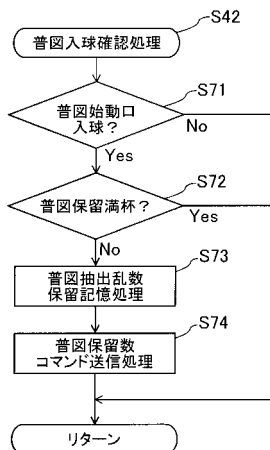 S42
普図入球確認処理
S71
普図始動口
入球？
No
Yes
S72
普図保留満杯？
Yes
No
S73
普図抽出乱数
保留記憶処理
S74
普図保留数
コマンド送信処理
リターン